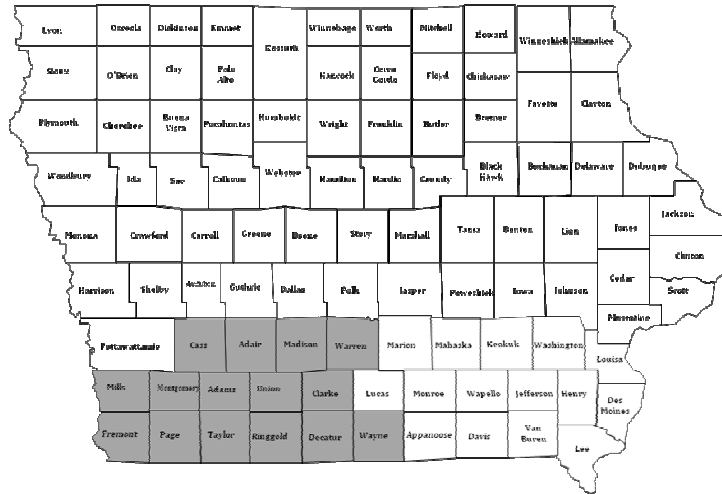 Lyon Osceola Dickinson Emmet Winnebago Worth Mitchell Howard Winneshiek Allamakee
Kossuth
Sioux O'Brien Clay Palo Alto Hancock Cerro Gordo Floyd Chickasaw
Fayette Clayton
Plymouth Cherokee Buena Vista Pocahontas Humboldt Wright Franklin Butler Bremer
Woodbury Ida Sac Calhoun Webster Hamilton Hardin Grundy Black Hawk Buchanan Delaware Dubuque
Monona Crawford Carroll Greene Boone Story Marshall Tama Benton Linn Jones Jackson
Clinton
Harrison Shelby Audubon Guthrie Dallas Polk Jasper Poweshiek Iowa Johnson Cedar Scott
Muscatine
Pottawattamie Cass Adair Madison Warren Marion Mahaska Keokuk Washington Louisa
Mills Montgomery Adams Union Clarke Lucas Monroe Wapello Jefferson Henry Des Moines
Fremont Page Taylor Ringgold Decatur Wayne Appanoose Davis Van Buren Lee